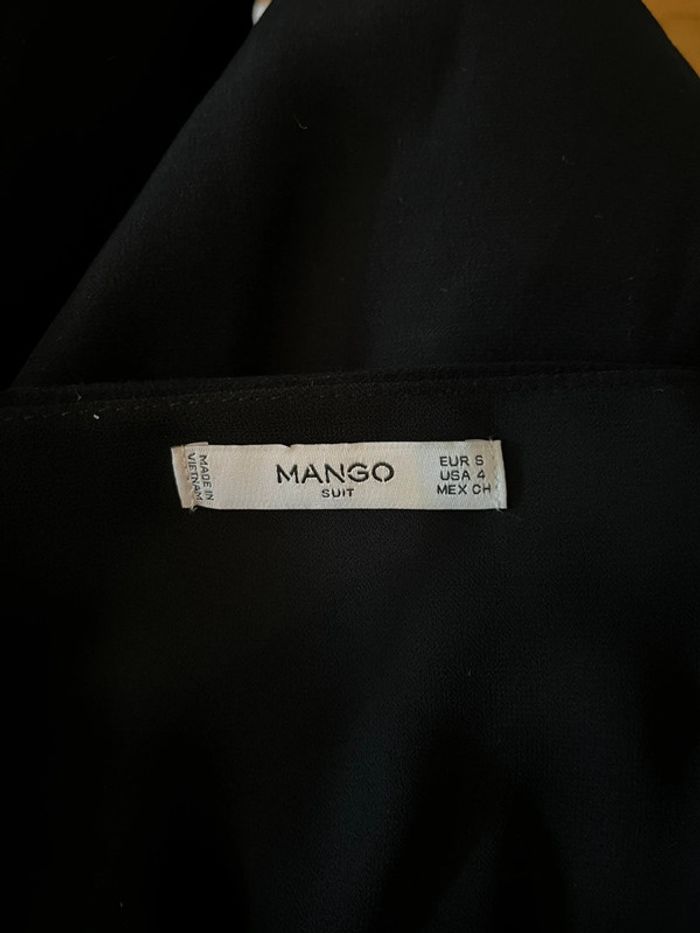 MADE IN
VIETNAM
MANGO
SUIT
EUR S
USA 4
MEX CH